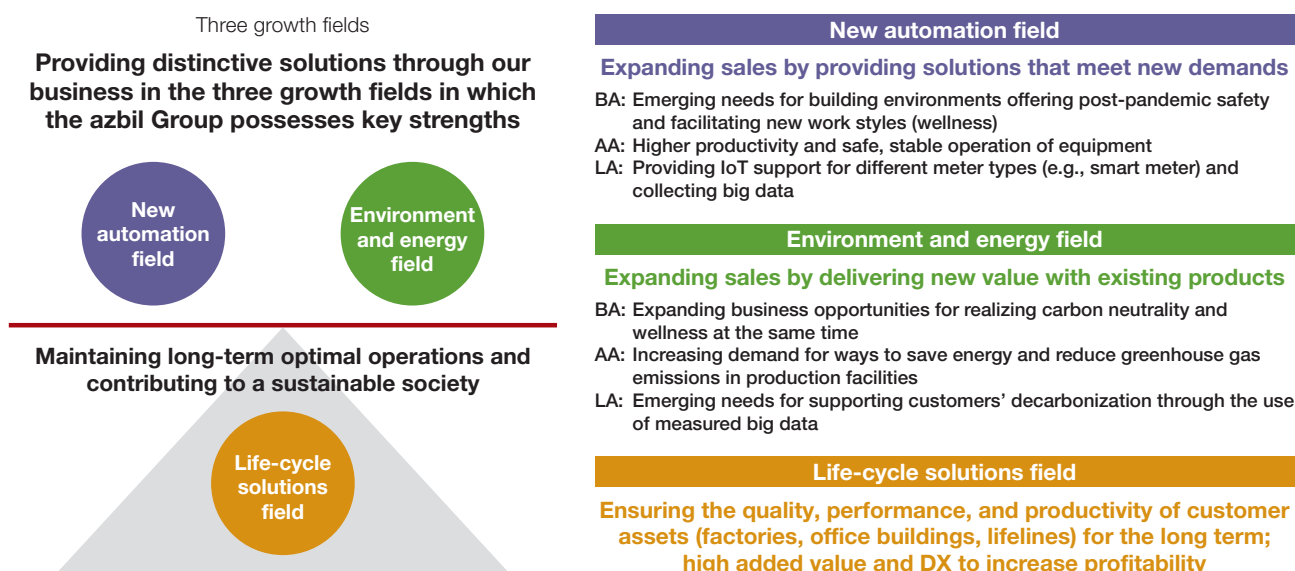 Three growth fields
Providing distinctive solutions through our
business in the three growth fields in which
the azbil Group possesses key strengths
New
automation
field
Environment
and energy
field
Maintaining long-term optimal operations and
contributing to a sustainable society
Life-cycle
solutions
field
New automation field
Expanding sales by providing solutions that meet new demands
BA: Emerging needs for building environments offering post-pandemic safety
and facilitating new work styles (wellness)
AA: Higher productivity and safe, stable operation of equipment
LA: Providing IoT support for different meter types (e.g., smart meter) and
collecting big data
Environment and energy field
Expanding sales by delivering new value with existing products
BA: Expanding business opportunities for realizing carbon neutrality and
wellness at the same time
AA: Increasing demand for ways to save energy and reduce greenhouse gas
emissions in production facilities
LA: Emerging needs for supporting customers’ decarbonization through the use
of measured big data
Life-cycle solutions field
Ensuring the quality, performance, and productivity of customer
assets (factories, office buildings, lifelines) for the long term;
high added value and DX to increase profitability